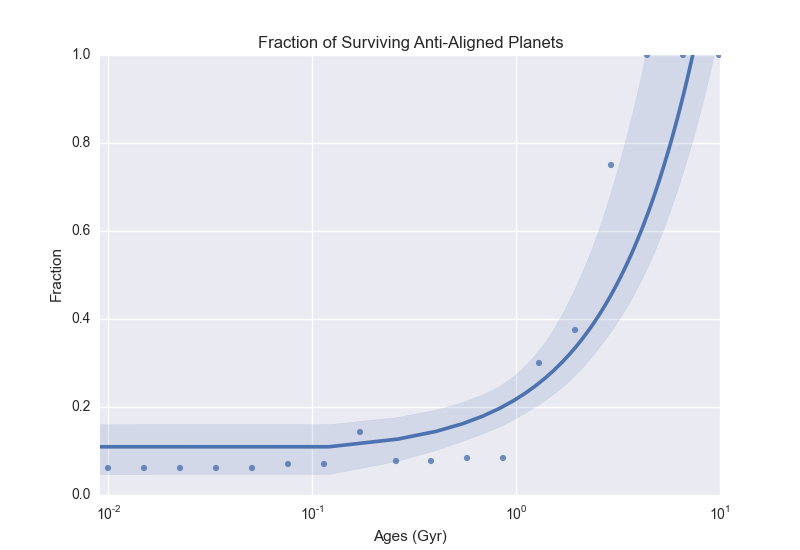 Fraction of Surviving Anti-Aligned Planets
1.0
0.8
0.6
0.4
0.2
0.0
Fraction
10^-2 10^-1 10^0 10^1
Ages (Gyr)